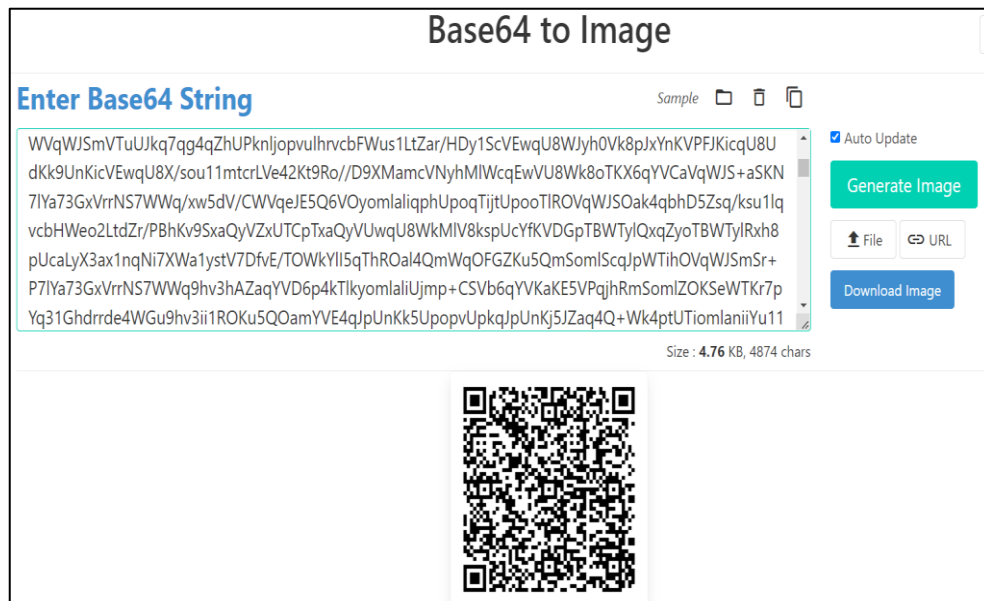 Base64 to Image
Enter Base64 String
Sample
WVqWJSmVTuUJkq7qg4qZhUPknljopvulhrvcbFWus1LtZar/HDy1ScVEwqU8WJyh0Vk8pJxYnKVPFJKicqU8U
dKk9UnKicVEwqU8X/sou11mtcrLVe42Kt9Ro//D9XMamcVNyhMlWcqEwVU8Wk8oTKX6qYVCaVqWJS+aSKN
7lYa73GxVrrNS7WWq/xw5dV/CWVqeJE5Q6VOyomlaliqphUpoqTijtUpooTlROVqWJSOak4qbhD5Zsq/ksu1lq
vcbHWeo2LtdZr/PBhKv9SxaQyVZxUTCpTxaQyVUwqU8WkMlV8kspUcYfKVDGpTBWTylQxqZyoTBWTylRxh8
pUcaLyX3ax1nqNi7XWa1ystV7DfvE/TOWkYlI5qThROal4QmWqOFGZKu5QmSomlScqJpWTihOVqWJSmSr+
P7lYa73GxVrrNS7WWq9hv3hAZaqYVD6p4kTlkyomlaliUjmp+CSVb6qYVKaKE5VPqjhRmSomlZOKSeWTKr7p
Yq31Ghdrrde4WGu9hv3ii1ROKu5QOamYVE4qJpUnKk5UpopvUpkqJpUnKj5JZaq4Q+Wk4ptUTiomlaniiYu11
Auto Update
Generate Image
File
URL
Download Image
Size : 4.76 KB, 4874 chars